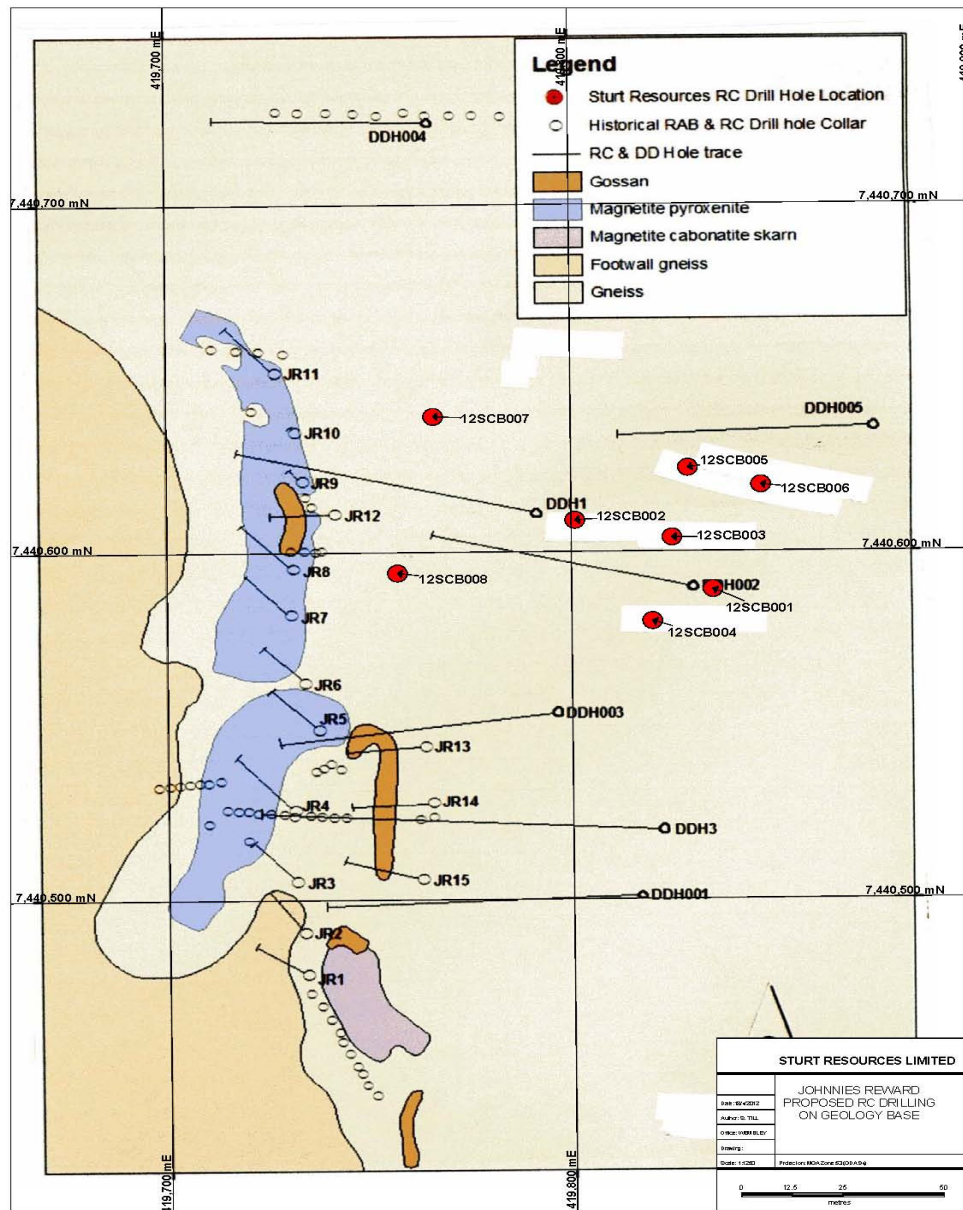 419,700 mE
Legend
Sturt Resources RC Drill Hole Location
Historical RAB & RC Drill hole Collar
RC & DD Hole trace
Gossan
Magnetite pyroxenite
Magnetite cabonatite skarn
Footwall gneiss
Gneiss
DDH004
7,440,700 mN
7,440,700 mN
JR11
12SCB007
DDH005
JR10
12SCB005
JR9
12SCB006
DDH1
JR12
12SCB002
12SCB003
7,440,600 mN
7,440,600 mN
JR8
12SCB008
12SCB001
JR7
12SCB004
JR6
DDH003
JR5
JR13
JR14
JR4
DDH3
JR3
JR15
DDH001
7,440,500 mN
7,440,500 mN
JR2
JR1
STURT RESOURCES LIMITED
JOHNNIES REWARD
PROPOSED RC DRILLING
ON GEOLOGY BASE
Author: S. TILL
Drawing:
0 12.5 25 50
metres
419,700 mE
419,800 mE